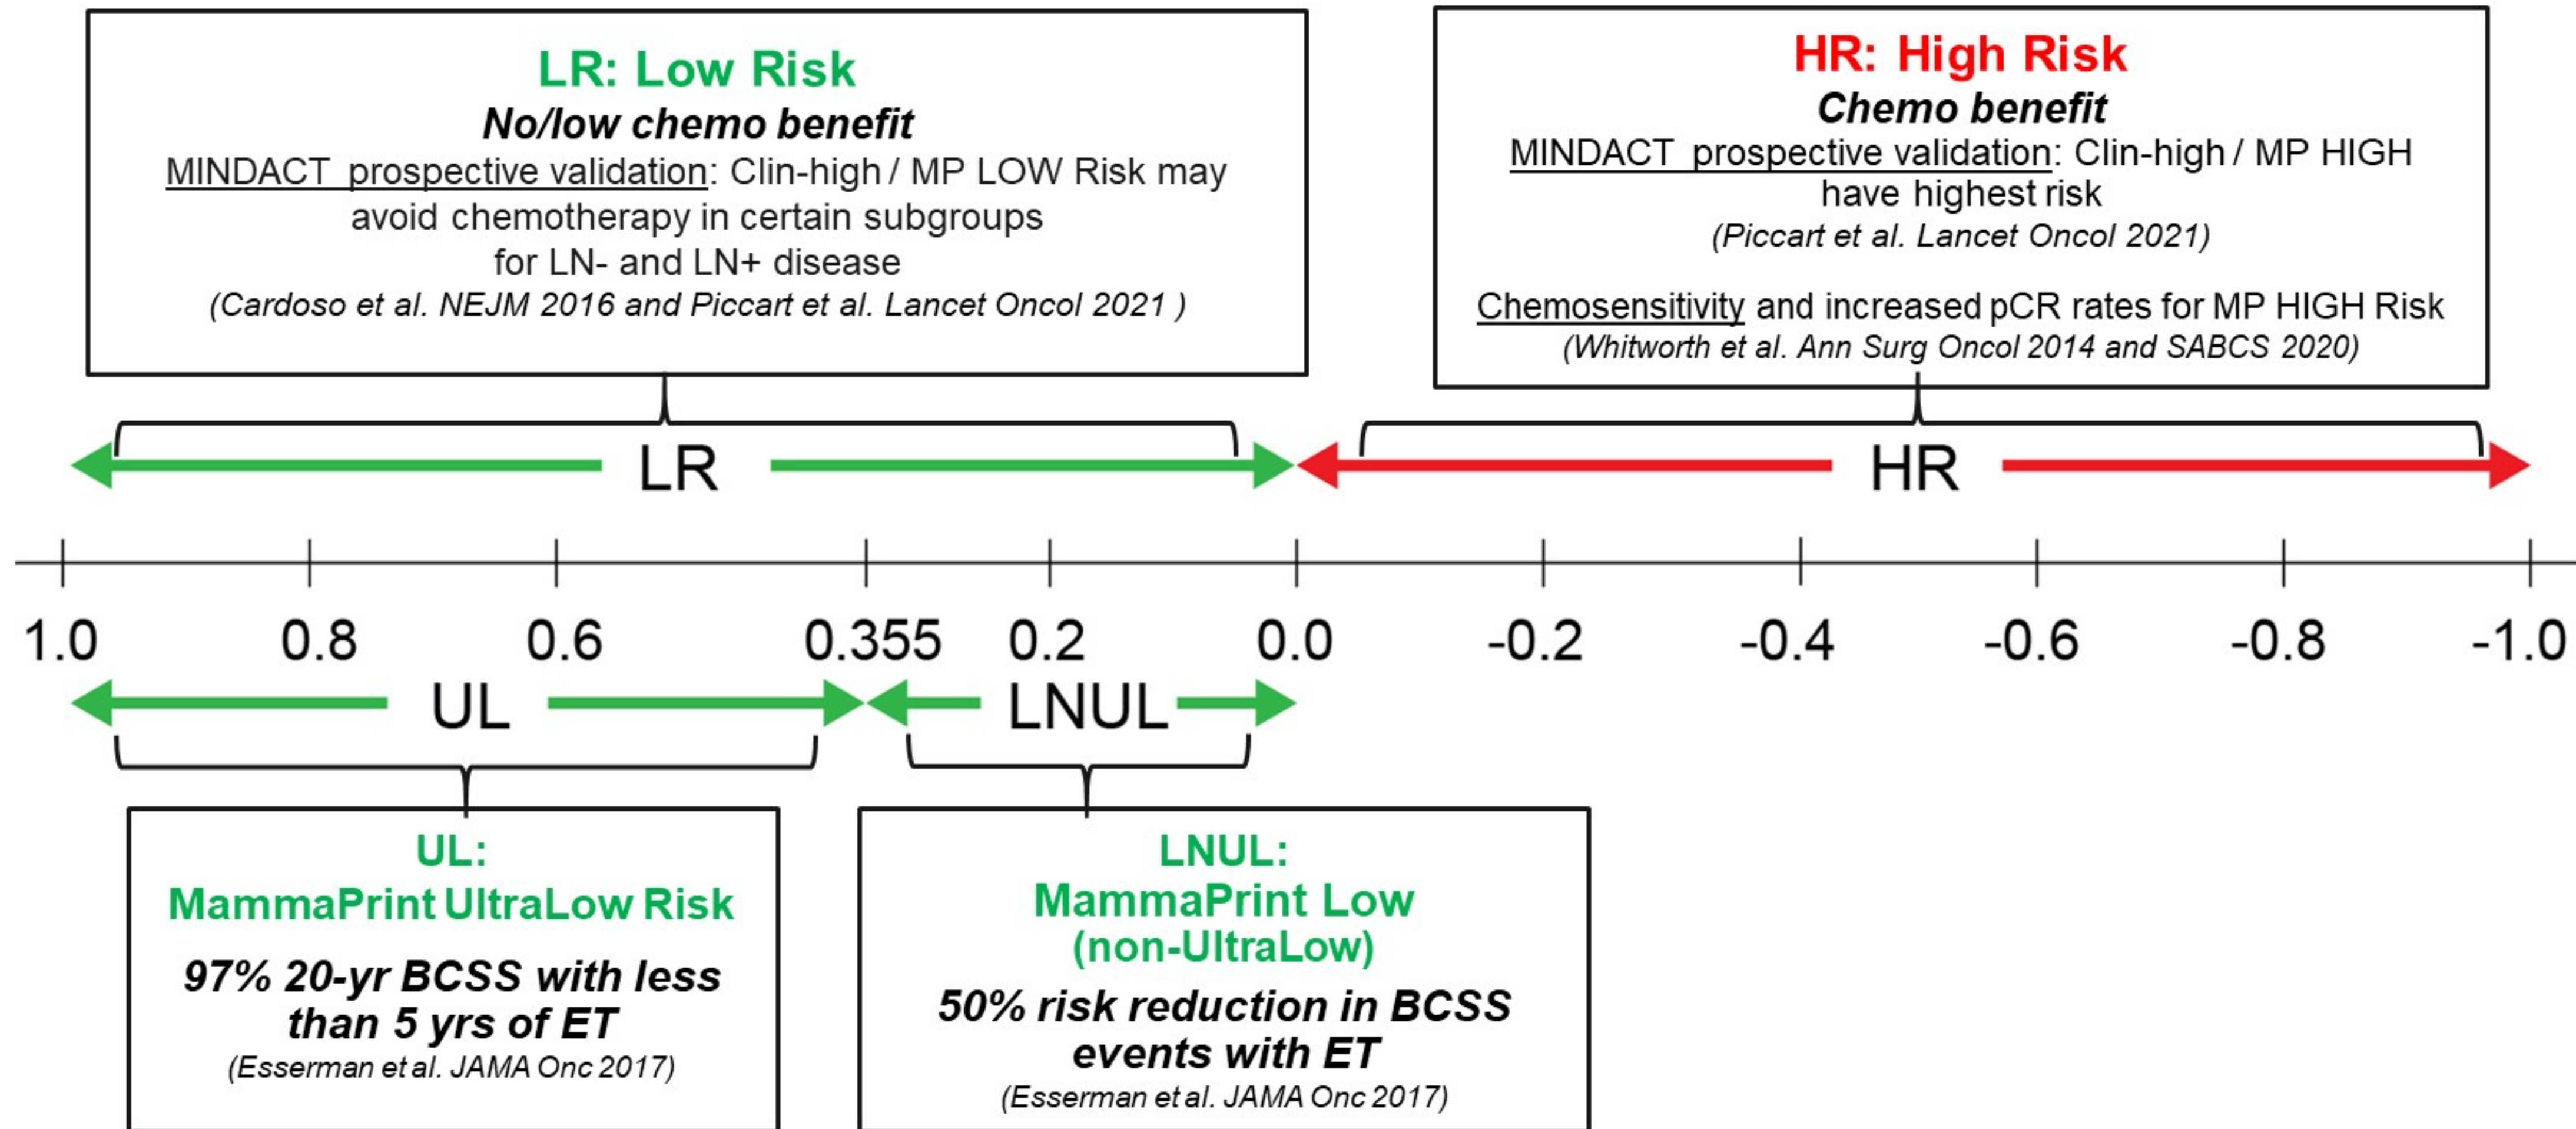 LR: Low Risk
No/low chemo benefit
MINDACT prospective validation: Clin-high / MP LOW Risk may
avoid chemotherapy in certain subgroups
for LN- and LN+ disease
(Cardoso et al. NEJM 2016 and Piccart et al. Lancet Oncol 2021 )
HR: High Risk
Chemo benefit
MINDACT prospective validation: Clin-high / MP HIGH
have highest risk
(Piccart et al. Lancet Oncol 2021)
Chemosensitivity and increased pCR rates for MP HIGH Risk
(Whitworth et al. Ann Surg Oncol 2014 and SABCS 2020)
LR HR
1.0 0.8 0.6 0.355 0.2 0.0 -0.2 -0.4 -0.6 -0.8 -1.0
UL LNUL
UL:
MammaPrint UltraLow Risk
97% 20-yr BCSS with less
than 5 yrs of ET
(Esserman et al. JAMA Onc 2017)
LNUL:
MammaPrint Low
(non-UltraLow)
50% risk reduction in BCSS
events with ET
(Esserman et al. JAMA Onc 2017)